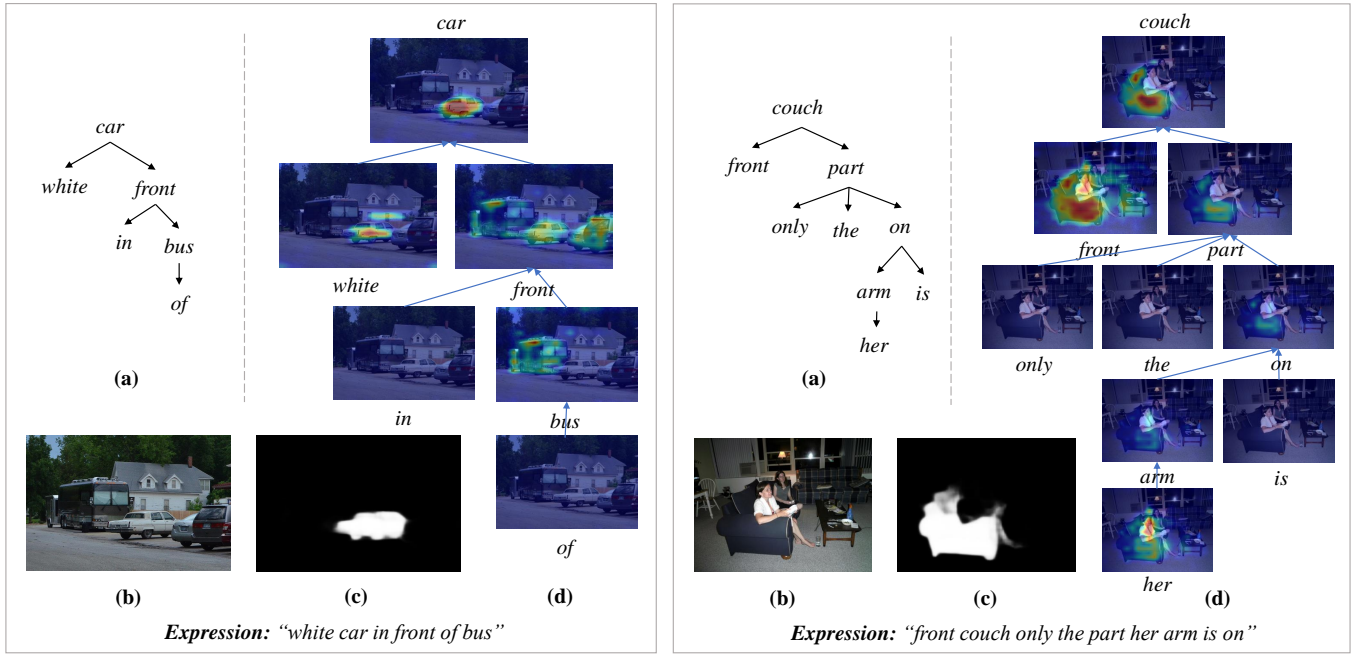 car
car
white
front
in
bus
of
white
front
in
bus
of
(a)
(b)
(c)
(d)
Expression: “white car in front of bus”
couch
couch
front
part
only
the
on
arm
is
her
front
part
only
the
on
arm
is
her
(a)
(b)
(c)
(d)
Expression: “front couch only the part her arm is on”